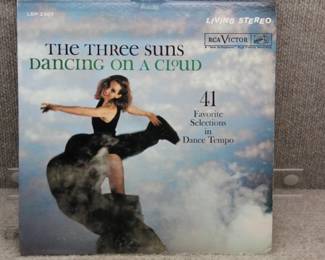 LIVING STEREO
RCA VICTOR
THE THREE SUNS
DANCING ON A CLOUD
41
Favorite
Selections
in
Dance Tempo